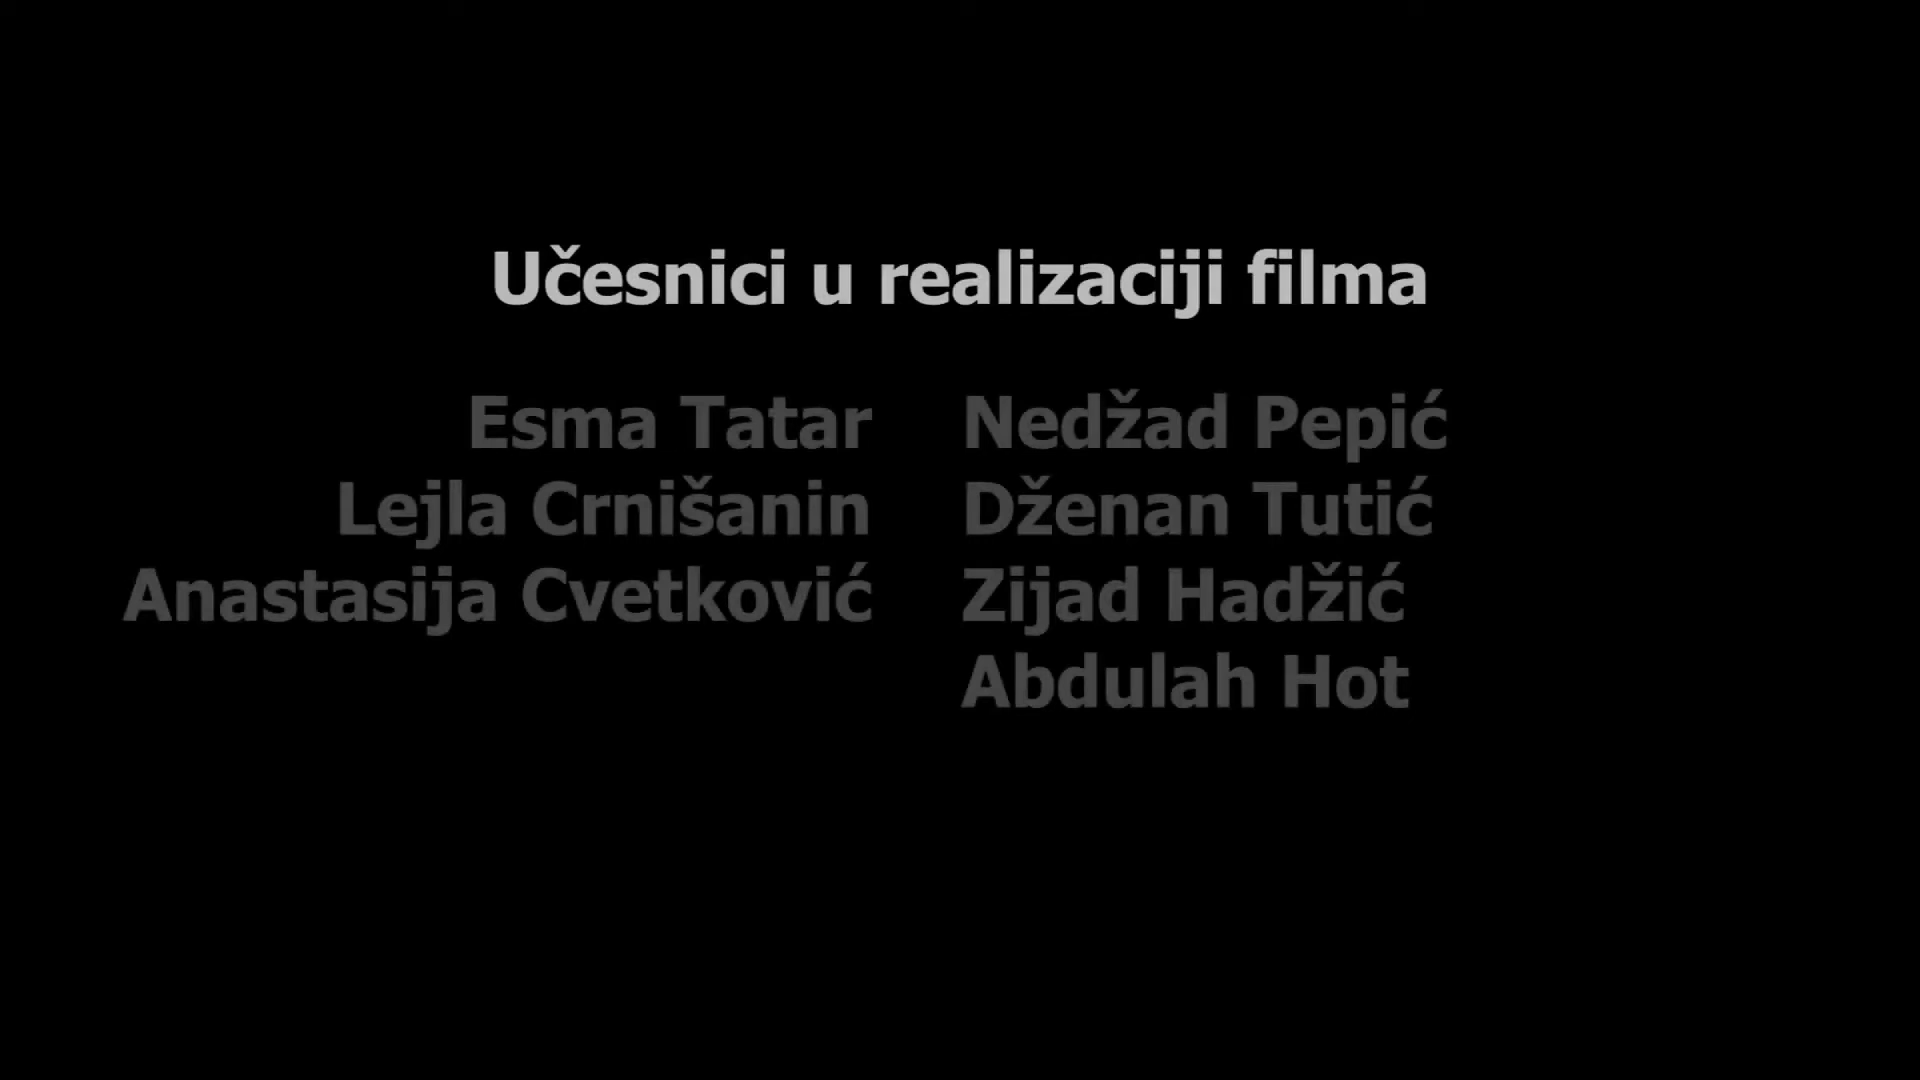 Učesnici u realizaciji filma
Esma Tatar
Lejla Crnišanin
Anastasija Cvetković
Nedžad Pepić
Dženan Tutić
Zijad Hadžić
Abdulah Hot